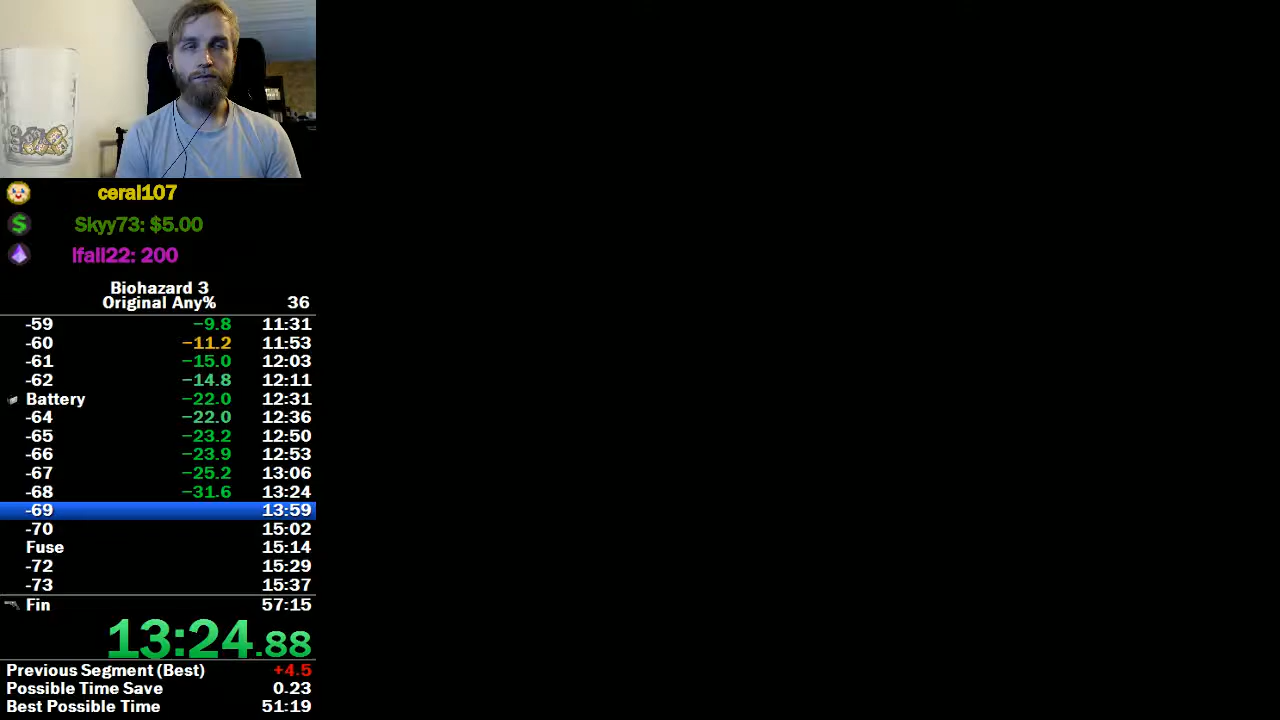 ceral107
Skyy73: $5.00
lfall22: 200
Biohazard 3
Original Any% 36
-59 -9.8 11:31
-60 -11.2 11:53
-61 -15.0 12:03
-62 -14.8 12:11
Battery -22.0 12:31
-64 -22.0 12:36
-65 -23.2 12:50
-66 -23.9 12:53
-67 -25.2 13:06
-68 -31.6 13:24
-69 13:59
-70 15:02
Fuse 15:14
-72 15:29
-73 15:37
Fin 57:15
13:24.88
Previous Segment (Best) +4.5
Possible Time Save 0.23
Best Possible Time 51:19